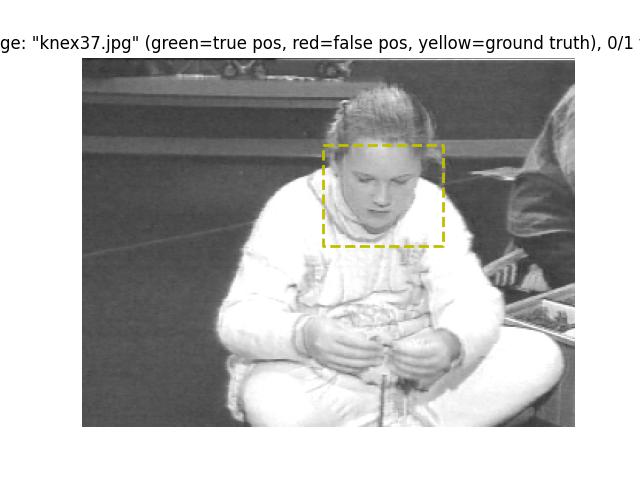 ge: "knex37.jpg" (green=true pos, red=false pos, yellow=ground truth), 0/1